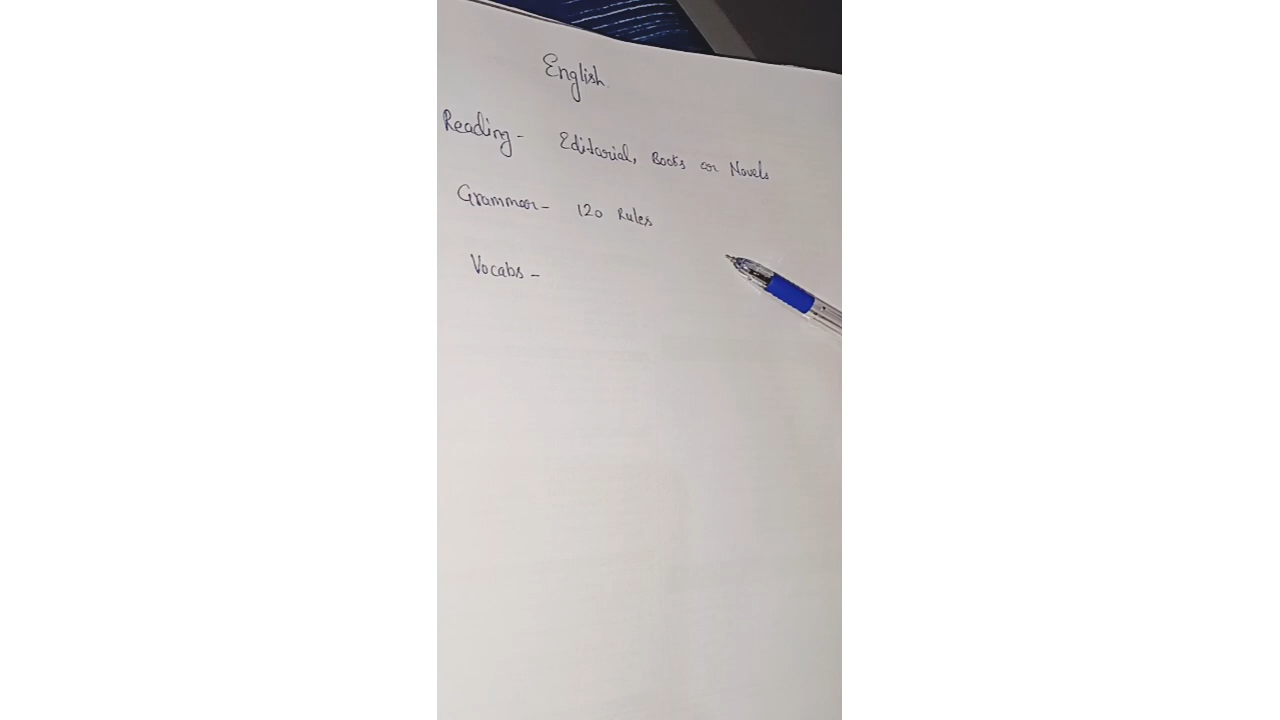 English
Reading - Editorial, Books or Novels
Grammar - 120 Rules
Vocabs -